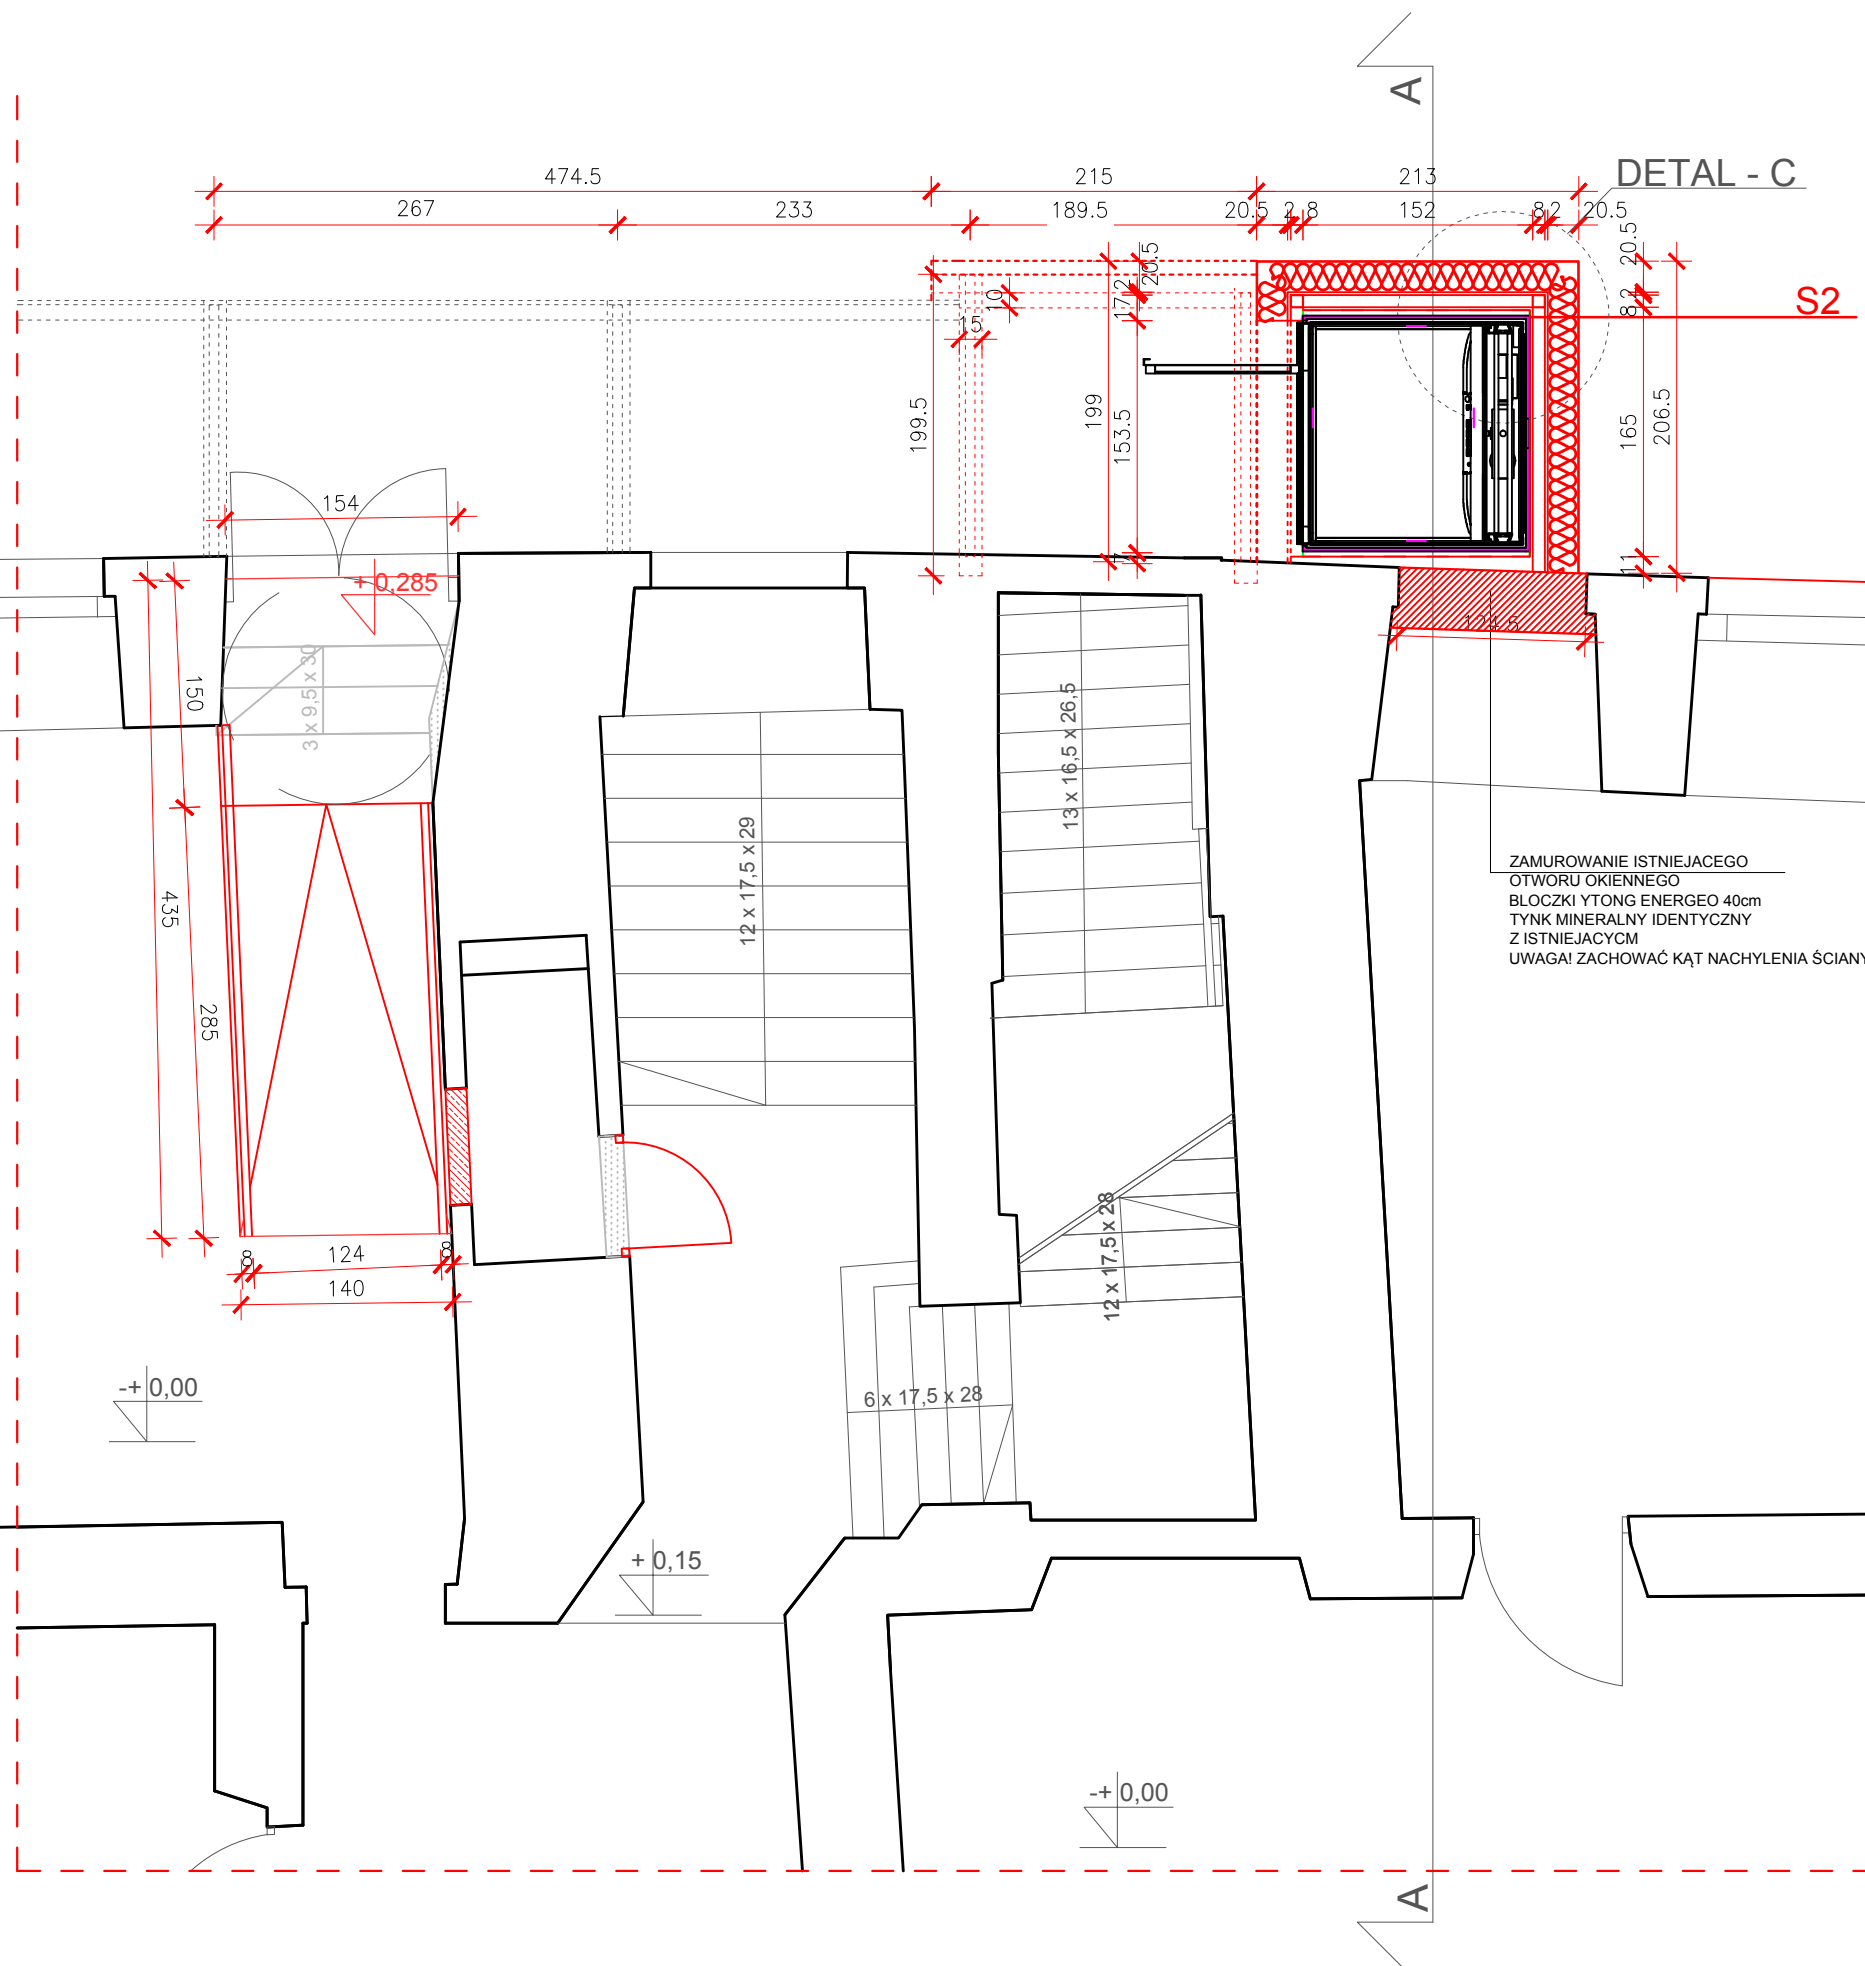 A
DETAL - C
474.5
215
213
267
233
189.5
20.5
2
8
152
8
2
20.5
S2
20.5
17.2
10
15
199.5
199
153.5
20.5
8
2
165
206.5
154
+ 0,285
150
3 x 9,5 x 30
435
285
12 x 17,5 x 29
13 x 16,5 x 26,5
124.5
ZAMUROWANIE ISTNIEJACEGO
OTWORU OKIENNEGO
BLOCZKI YTONG ENERGEO 40cm
TYNK MINERALNY IDENTYCZNY
Z ISTNIEJACYCM
UWAGA! ZACHOWAĆ KĄT NACHYLENIA ŚCIANY
8
124
8
140
12 x 17,5 x 28
-+ 0,00
6 x 17,5 x 28
+ 0,15
-+ 0,00
A